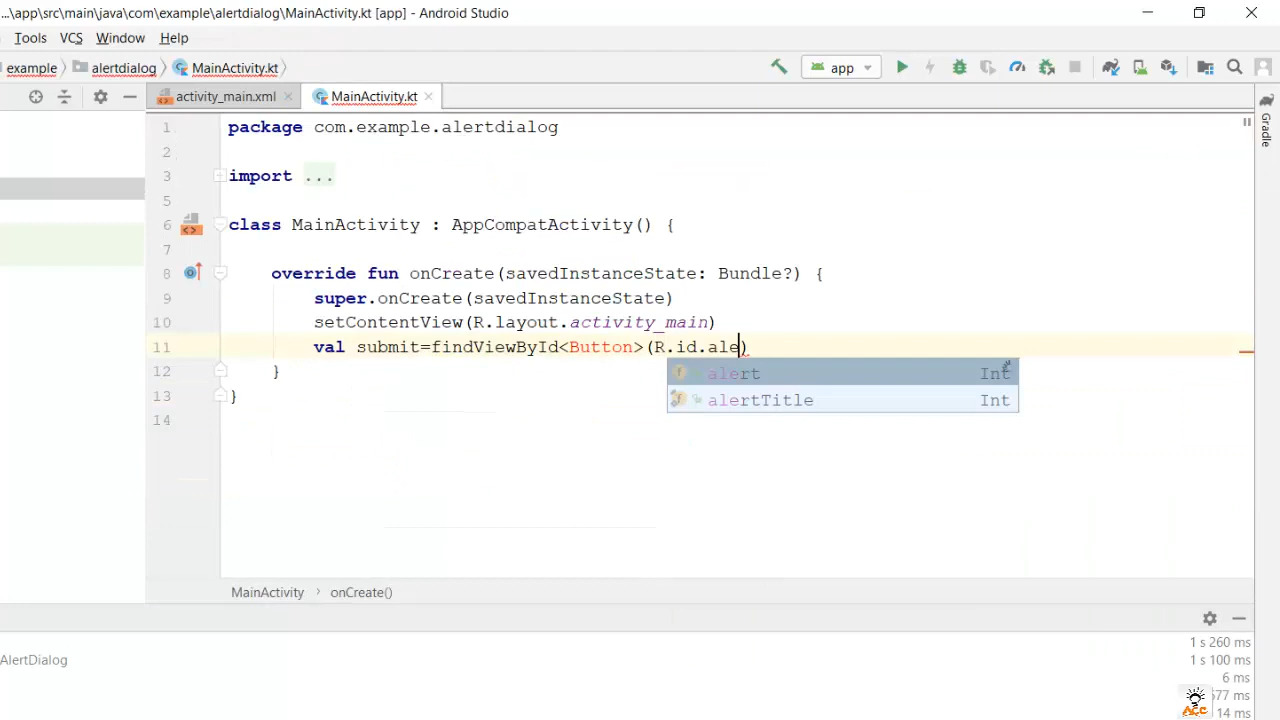 ...\app\src\main\java\com\example\alertdialog\MainActivity.kt [app] - Android Studio
Tools VCS Window Help
example alertdialog MainActivity.kt app
activity_main.xml MainActivity.kt
1 package com.example.alertdialog
2
3 import ...
5
6 class MainActivity : AppCompatActivity() {
7
8 override fun onCreate(savedInstanceState: Bundle?) {
9 super.onCreate(savedInstanceState)
10 setContentView(R.layout.activity_main)
11 val submit=findViewById<Button>(R.id.ale)
12 }
alert Int
13 }
alertTitle Int
14
Gradle
MainActivity onCreate()
1 s 260 ms
AlertDialog 1 s 100 ms
6 ms
577 ms
14 ms
ACC